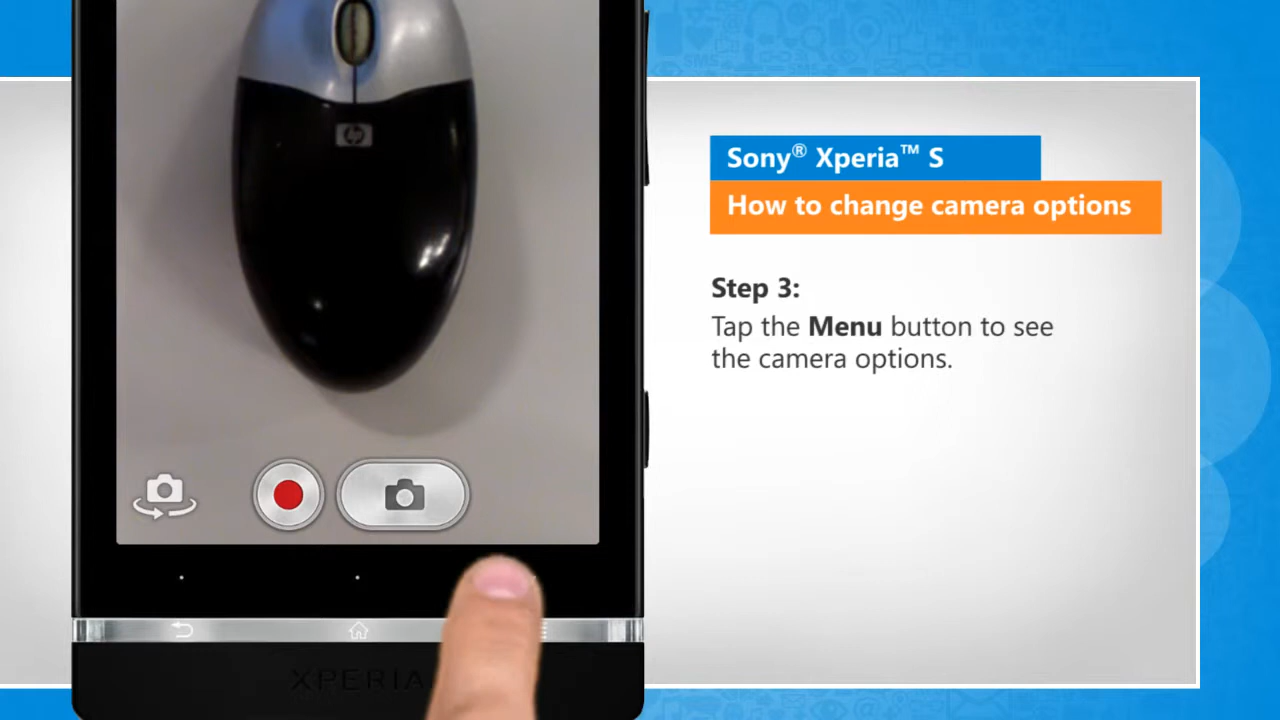 hp
Sony® Xperia™ S
How to change camera options
Step 3:
Tap the Menu button to see
the camera options.
XPERIA
SMS